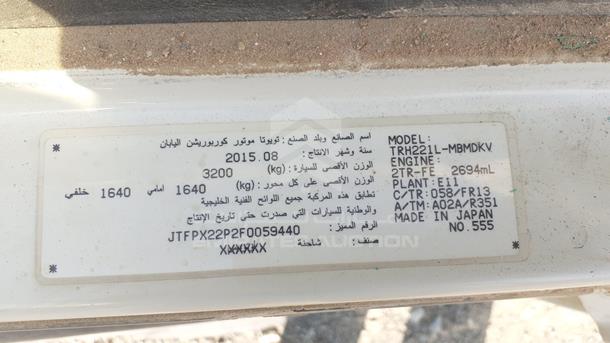 اسم الصانع وبلد الصنع : تويوتا موتور كوربوريشن اليابان
سنة وشهر الانتاج : 2015.08
الوزن الأقصى للسيارة : (kg) 3200
الوزن الأقصى على كل محور : (kg) 1640 امامي 1640 خلفي
تطابق هذه المركبة جميع اللوائح الفنية الخليجية
والوطنية للسيارات التي صدرت حتى تاريخ الإنتاج
الرقم المميز : JTFPX22P2F0059440
صنف : شاحنة
XXXXXX
MODEL:
TRH221L-MBMDKV
ENGINE:
2TR-FE 2694mL
PLANT: E11
C/TR: 058/FR13
A/TM: A02A/R351
MADE IN JAPAN
NO.555